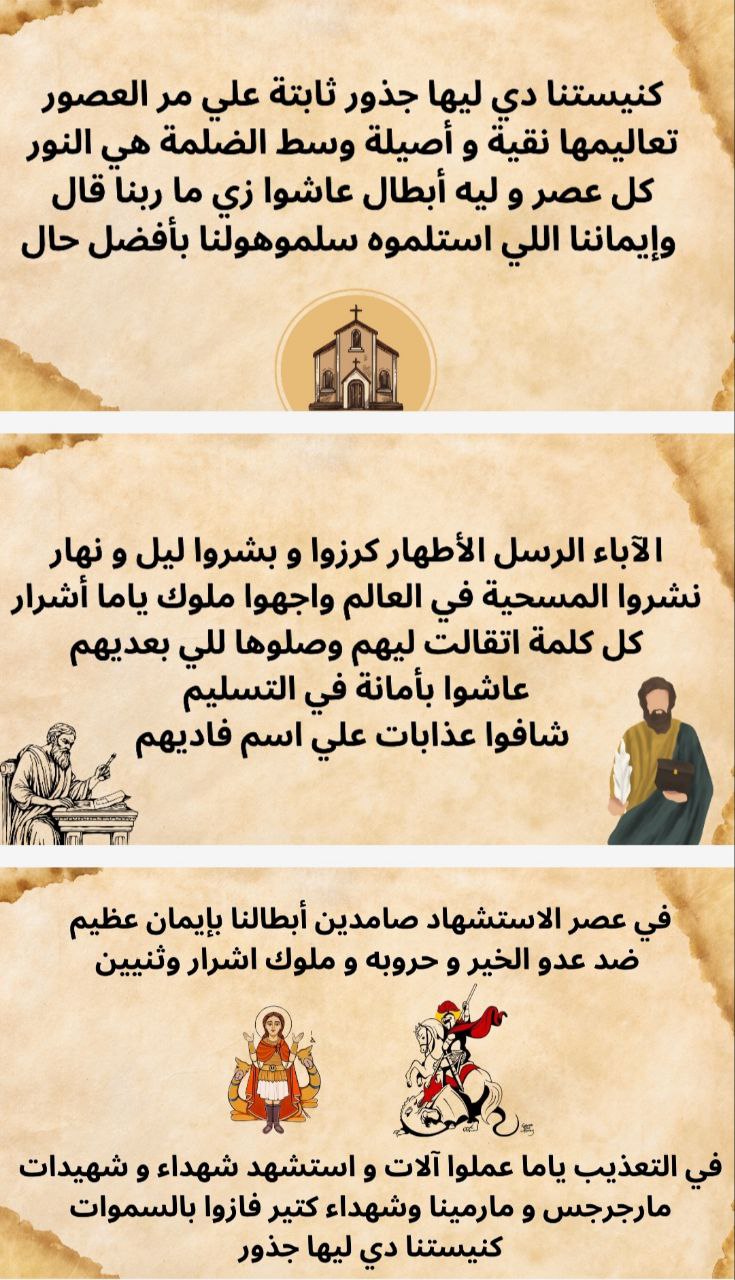 كنيستنا دي ليها جذور ثابتة علي مر العصور
تعاليمها نقية و أصيلة وسط الضلمة هي النور
كل عصر و ليه أبطال عاشوا زي ما ربنا قال
وإيماننا اللي استلموه سلموهولنا بأفضل حال
الآباء الرسل الأطهار كرزوا و بشروا ليل و نهار
نشروا المسحية في العالم واجهوا ملوك ياما أشرار
كل كلمة اتقالت ليهم وصلوها للي بعديهم
عاشوا بأمانة في التسليم
شافوا عذابات علي اسم فاديهم
في عصر الاستشهاد صامدين أبطالنا بإيمان عظيم
ضد عدو الخير و حروبه و ملوك اشرار وثنيين
في التعذيب ياما عملوا آلات و استشهد شهداء و شهيدات
مارجرجس و مارمينا وشهداء كتير فازوا بالسموات
كنيستنا دي ليها جذور